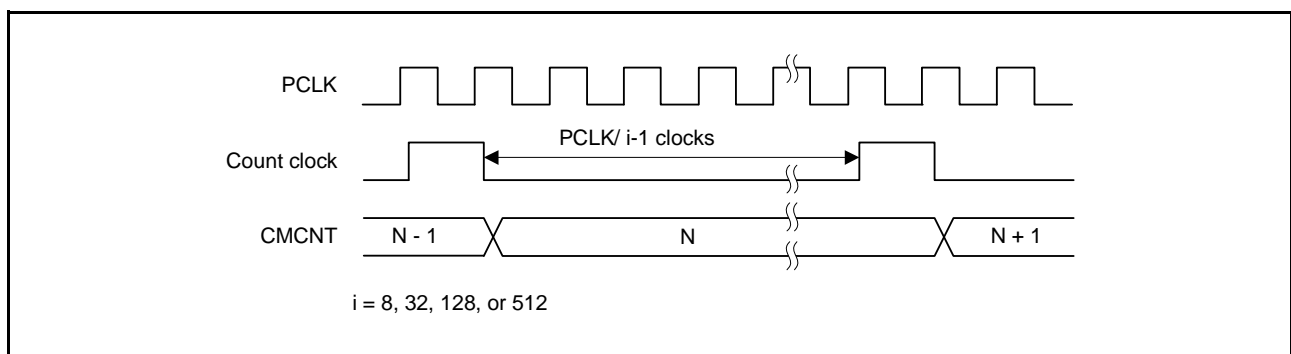 PCLK
PCLK/ i-1 clocks
Count clock
CMCNT
N - 1
N
N + 1
i = 8, 32, 128, or 512